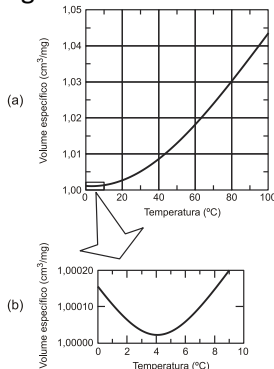 (a)
Volume específico (cm³/mg)
1,05
1,04
1,03
1,02
1,01
1,00
0 20 40 60 80 100
Temperatura (ºC)
(b)
Volume específico (cm³/mg)
1,00020
1,00010
1,00000
0 2 4 6 8 10
Temperatura (ºC)